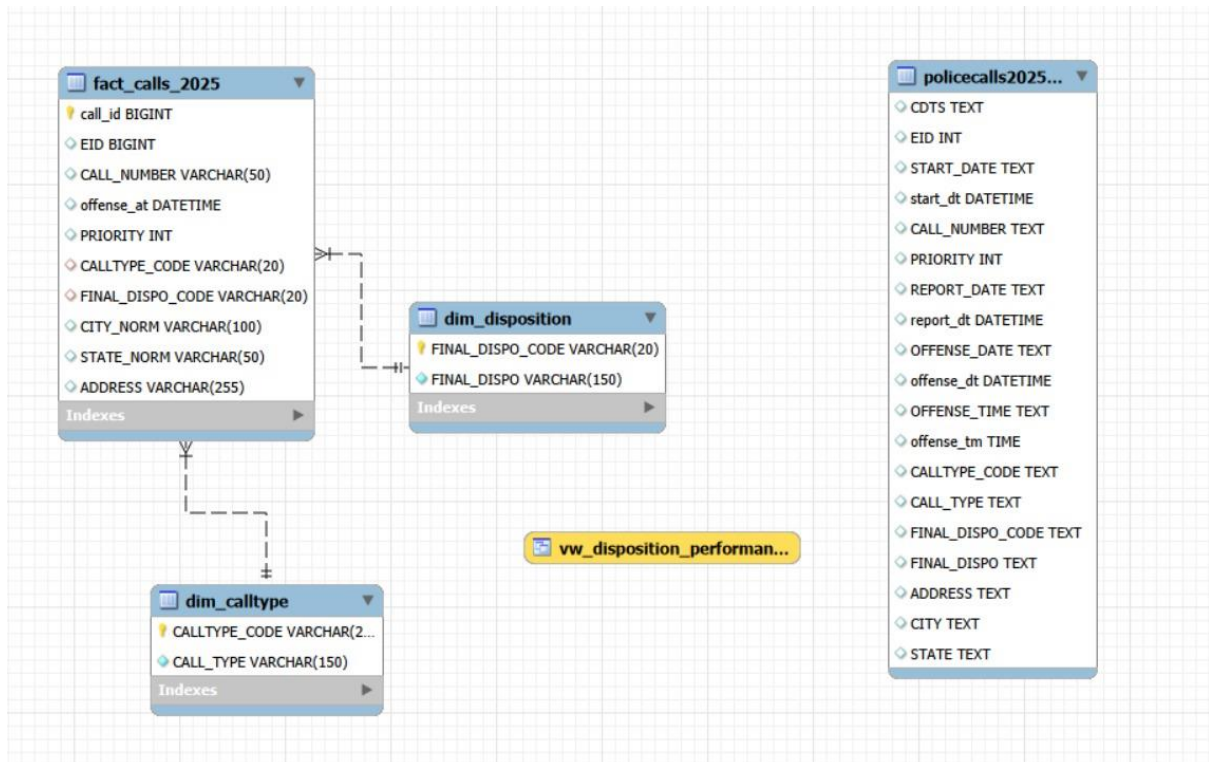 fact_calls_2025
call_id BIGINT
EID BIGINT
CALL_NUMBER VARCHAR(50)
offense_at DATETIME
PRIORITY INT
CALLTYPE_CODE VARCHAR(20)
FINAL_DISPO_CODE VARCHAR(20)
CITY_NORM VARCHAR(100)
STATE_NORM VARCHAR(50)
ADDRESS VARCHAR(255)
Indexes
dim_disposition
FINAL_DISPO_CODE VARCHAR(20)
FINAL_DISPO VARCHAR(150)
Indexes
dim_calltype
CALLTYPE_CODE VARCHAR(2...
CALL_TYPE VARCHAR(150)
Indexes
vw_disposition_performan...
policecalls2025...
CDTS TEXT
EID INT
START_DATE TEXT
start_dt DATETIME
CALL_NUMBER TEXT
PRIORITY INT
REPORT_DATE TEXT
report_dt DATETIME
OFFENSE_DATE TEXT
offense_dt DATETIME
OFFENSE_TIME TEXT
offense_tm TIME
CALLTYPE_CODE TEXT
CALL_TYPE TEXT
FINAL_DISPO_CODE TEXT
FINAL_DISPO TEXT
ADDRESS TEXT
CITY TEXT
STATE TEXT